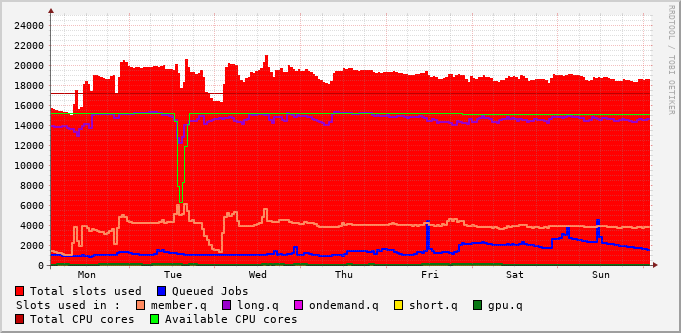 24000
22000
20000
18000
16000
14000
12000
10000
8000
6000
4000
2000
0
Mon Tue Wed Thu Fri Sat Sun
RRDTOOL / TOBI OETIKER
Total slots used Queued Jobs
Slots used in : member.q long.q ondemand.q short.q gpu.q
Total CPU cores Available CPU cores